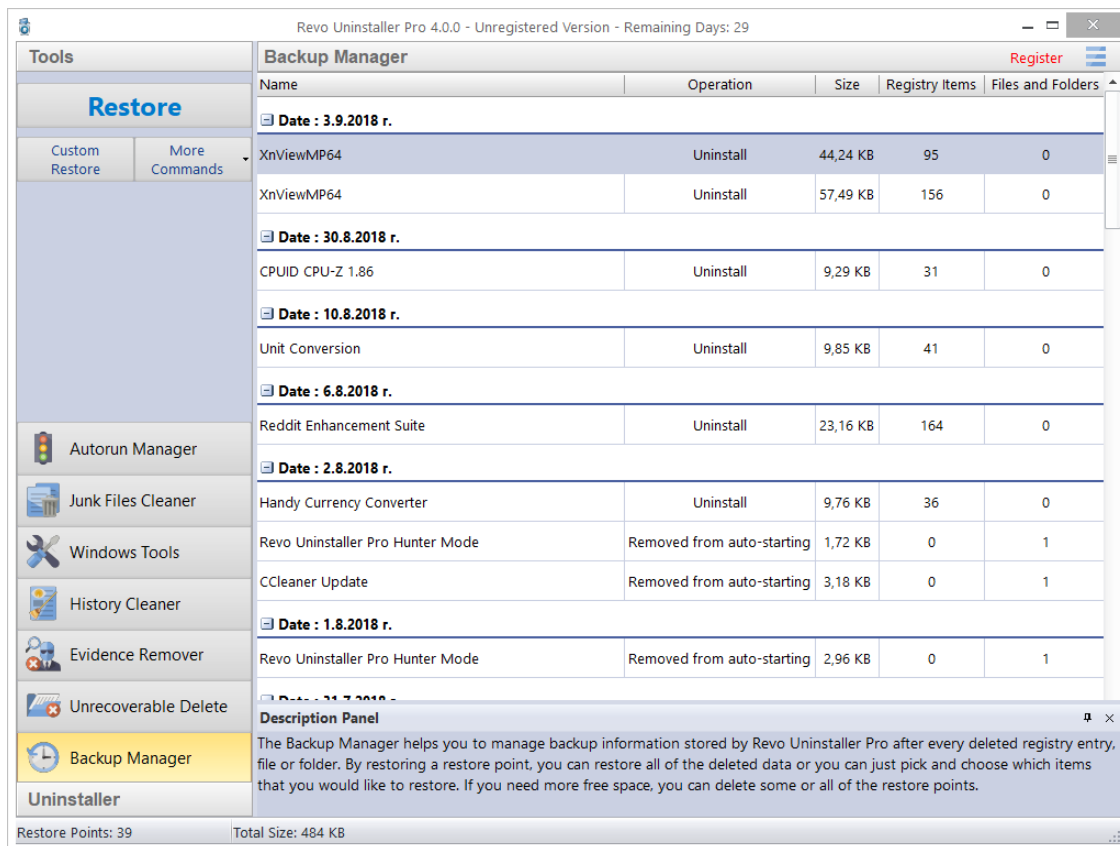 Revo Uninstaller Pro 4.0.0 - Unregistered Version - Remaining Days: 29
Tools
Backup Manager
Register
Restore
Custom Restore
More Commands
Name Operation Size Registry Items Files and Folders
Date : 3.9.2018 г.
XnViewMP64 Uninstall 44,24 KB 95 0
XnViewMP64 Uninstall 57,49 KB 156 0
Date : 30.8.2018 г.
CPUID CPU-Z 1.86 Uninstall 9,29 KB 31 0
Date : 10.8.2018 г.
Unit Conversion Uninstall 9,85 KB 41 0
Date : 6.8.2018 г.
Reddit Enhancement Suite Uninstall 23,16 KB 164 0
Date : 2.8.2018 г.
Handy Currency Converter Uninstall 9,76 KB 36 0
Revo Uninstaller Pro Hunter Mode Removed from auto-starting 1,72 KB 0 1
CCleaner Update Removed from auto-starting 3,18 KB 0 1
Date : 1.8.2018 г.
Revo Uninstaller Pro Hunter Mode Removed from auto-starting 2,96 KB 0 1
Date : 31.7.2018 г.
Autorun Manager
Junk Files Cleaner
Windows Tools
History Cleaner
Evidence Remover
Unrecoverable Delete
Backup Manager
Uninstaller
Description Panel
The Backup Manager helps you to manage backup information stored by Revo Uninstaller Pro after every deleted registry entry,
file or folder. By restoring a restore point, you can restore all of the deleted data or you can just pick and choose which items
that you would like to restore. If you need more free space, you can delete some or all of the restore points.
Restore Points: 39
Total Size: 484 KB